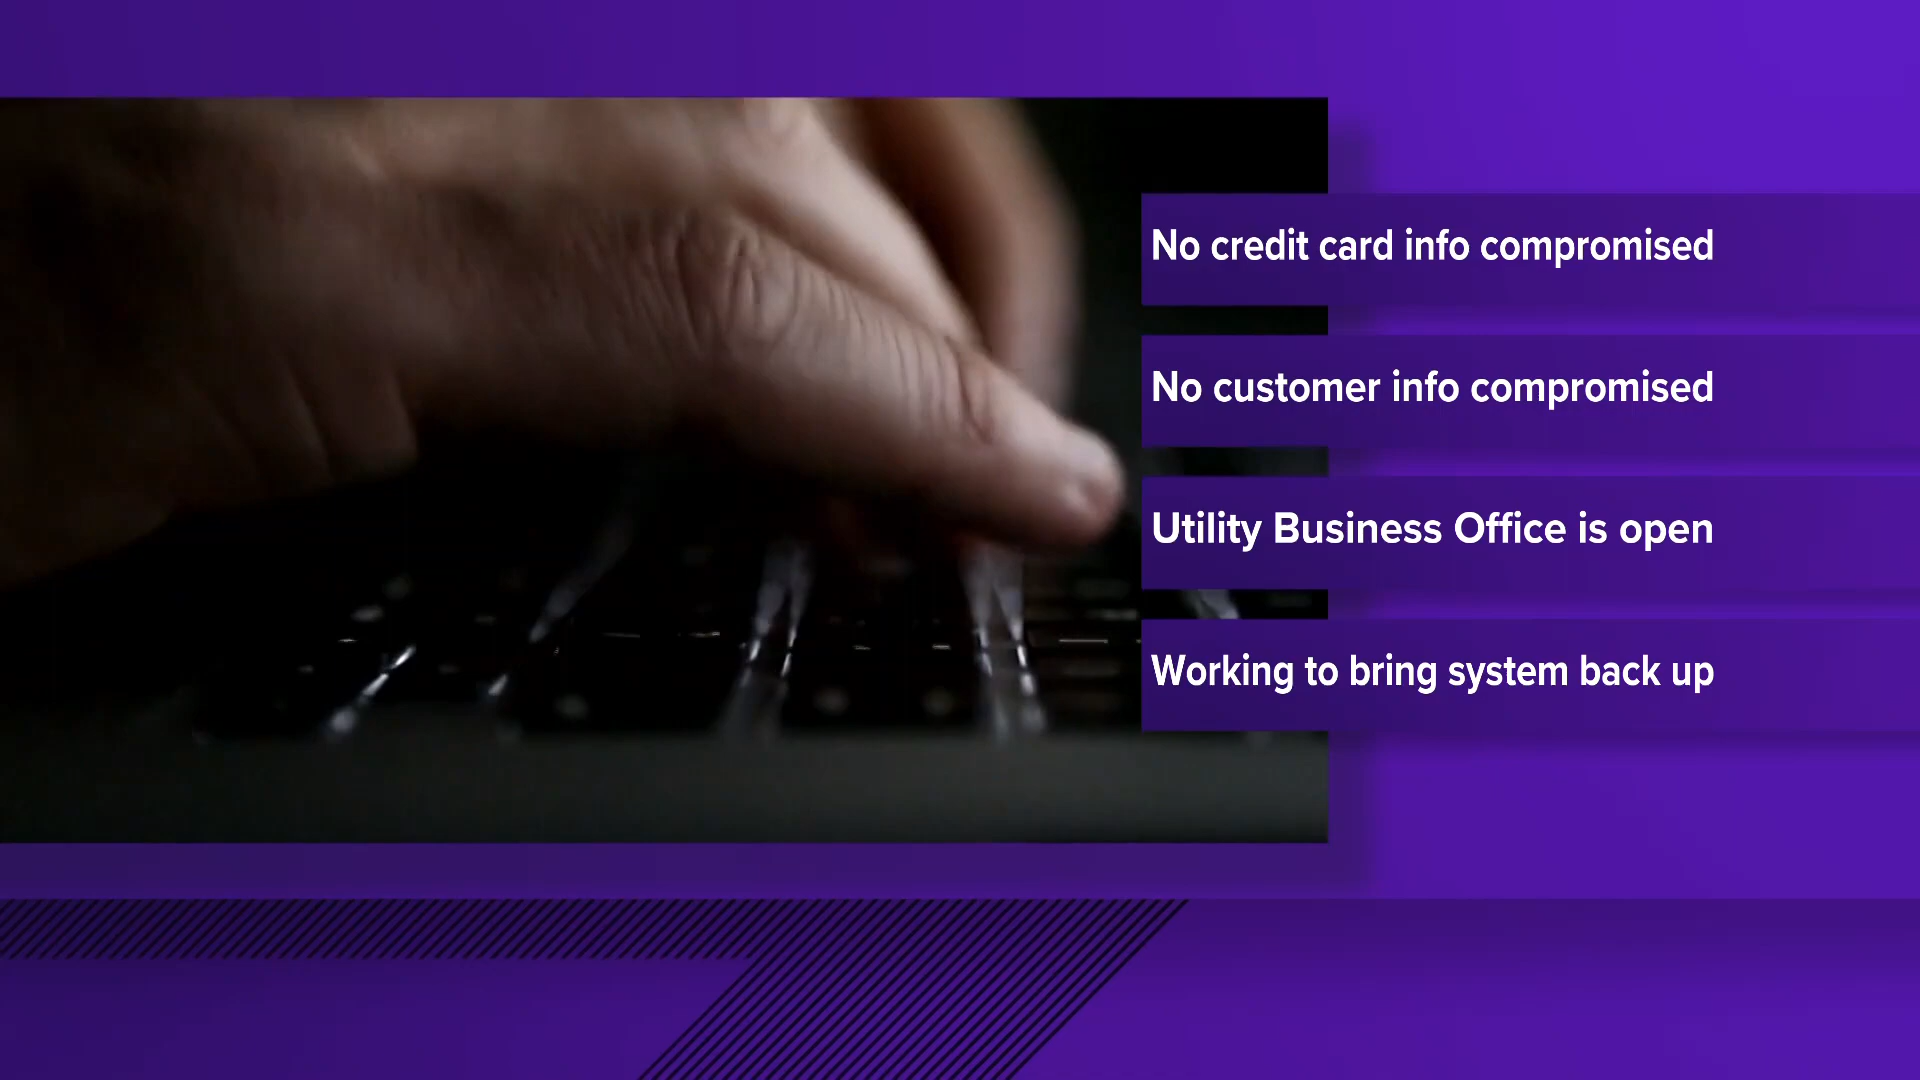 No credit card info compromised
No customer info compromised
Utility Business Office is open
Working to bring system back up